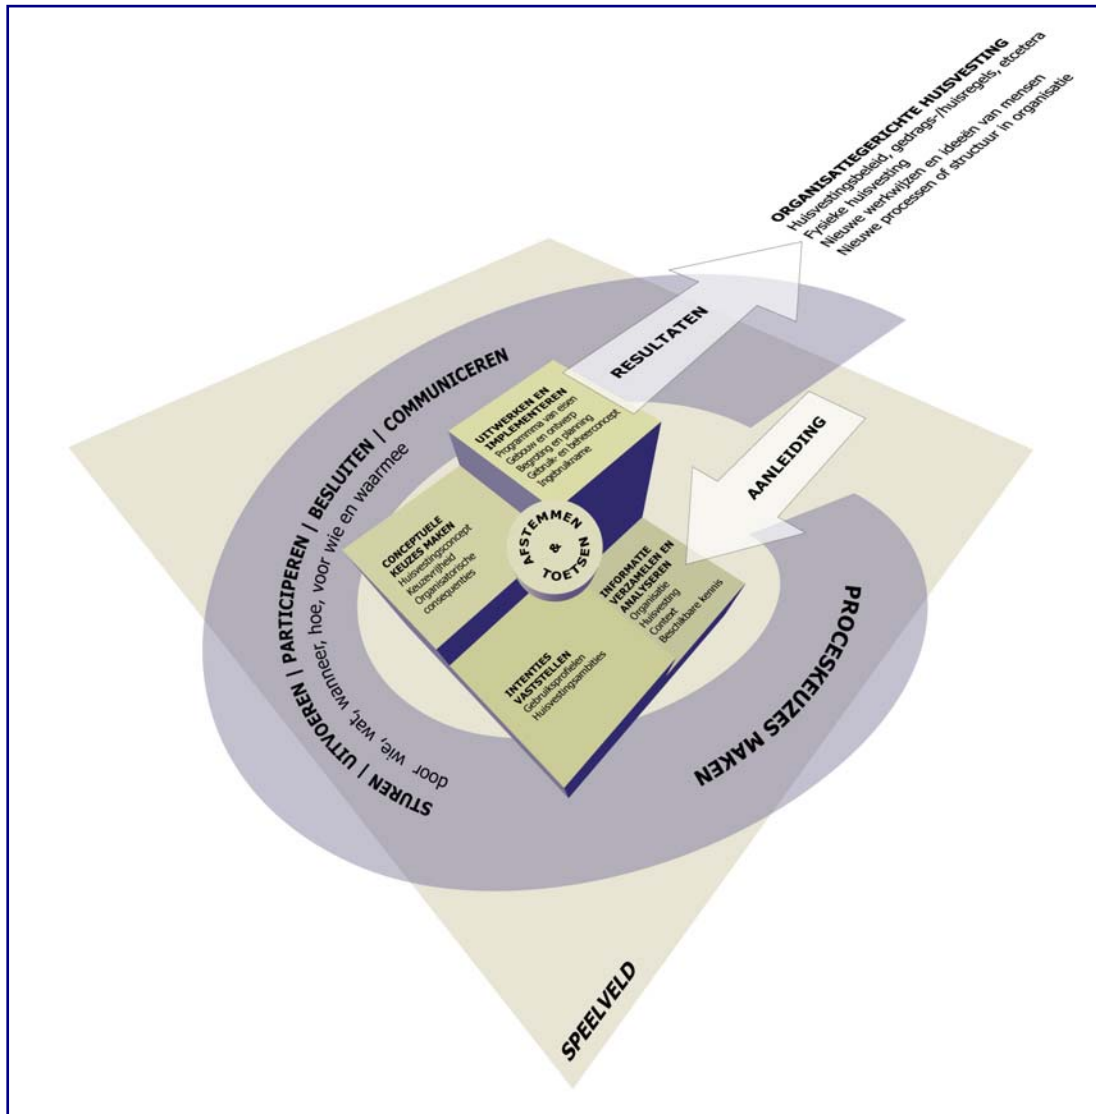 ORGANISATIEGERICHTE HUISVESTING
Huisvestingsbeleid, gedrags-/huisregels, etcetera
Fysieke huisvesting
Nieuwe werkwijzen en ideeën van mensen
Nieuwe processen of structuur in organisatie
RESULTATEN
AANLEIDING
STUREN | UITVOEREN | PARTICIPEREN | BESLUITEN | COMMUNICEREN
door wie, wat, wanneer, hoe, voor wie en waarmee
UITWERKEN EN
IMPLEMENTEREN
Programma van eisen
Gebouw en ontwerp
Begroting en planning
Gebruik- en beheerconcept
Ingebruikname
CONCEPTUELE
KEUZES MAKEN
Huisvestingsconcept
Keuzevrijheid
Organisatorische
consequenties
AFSTEMMEN
&
TOETSEN
INFORMATIE
VERZAMELEN EN
ANALYSEREN
Organisatie
Huisvesting
Context
Beschikbare kennis
INTENTIES
VASTSTELLEN
Gebruiksprofielen
Huisvestingsambities
PROCESKEUZES MAKEN
SPEELVELD